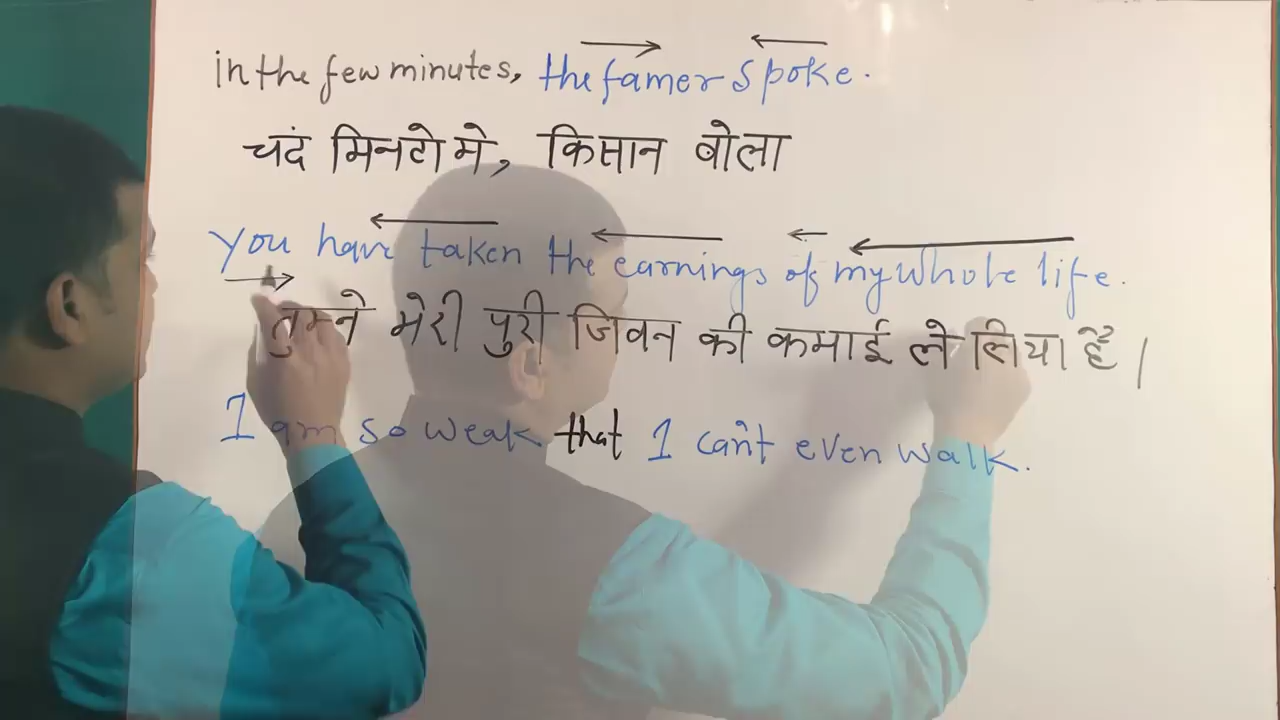 in the few minutes, the famer spoke.
चदं मिनटो मे, किसान बोला
you have taken the earnings of my whole life.
तुमने मेरी पुरी जिवन की कमाई ले लिया है।
I am so weak that I can't even walk.